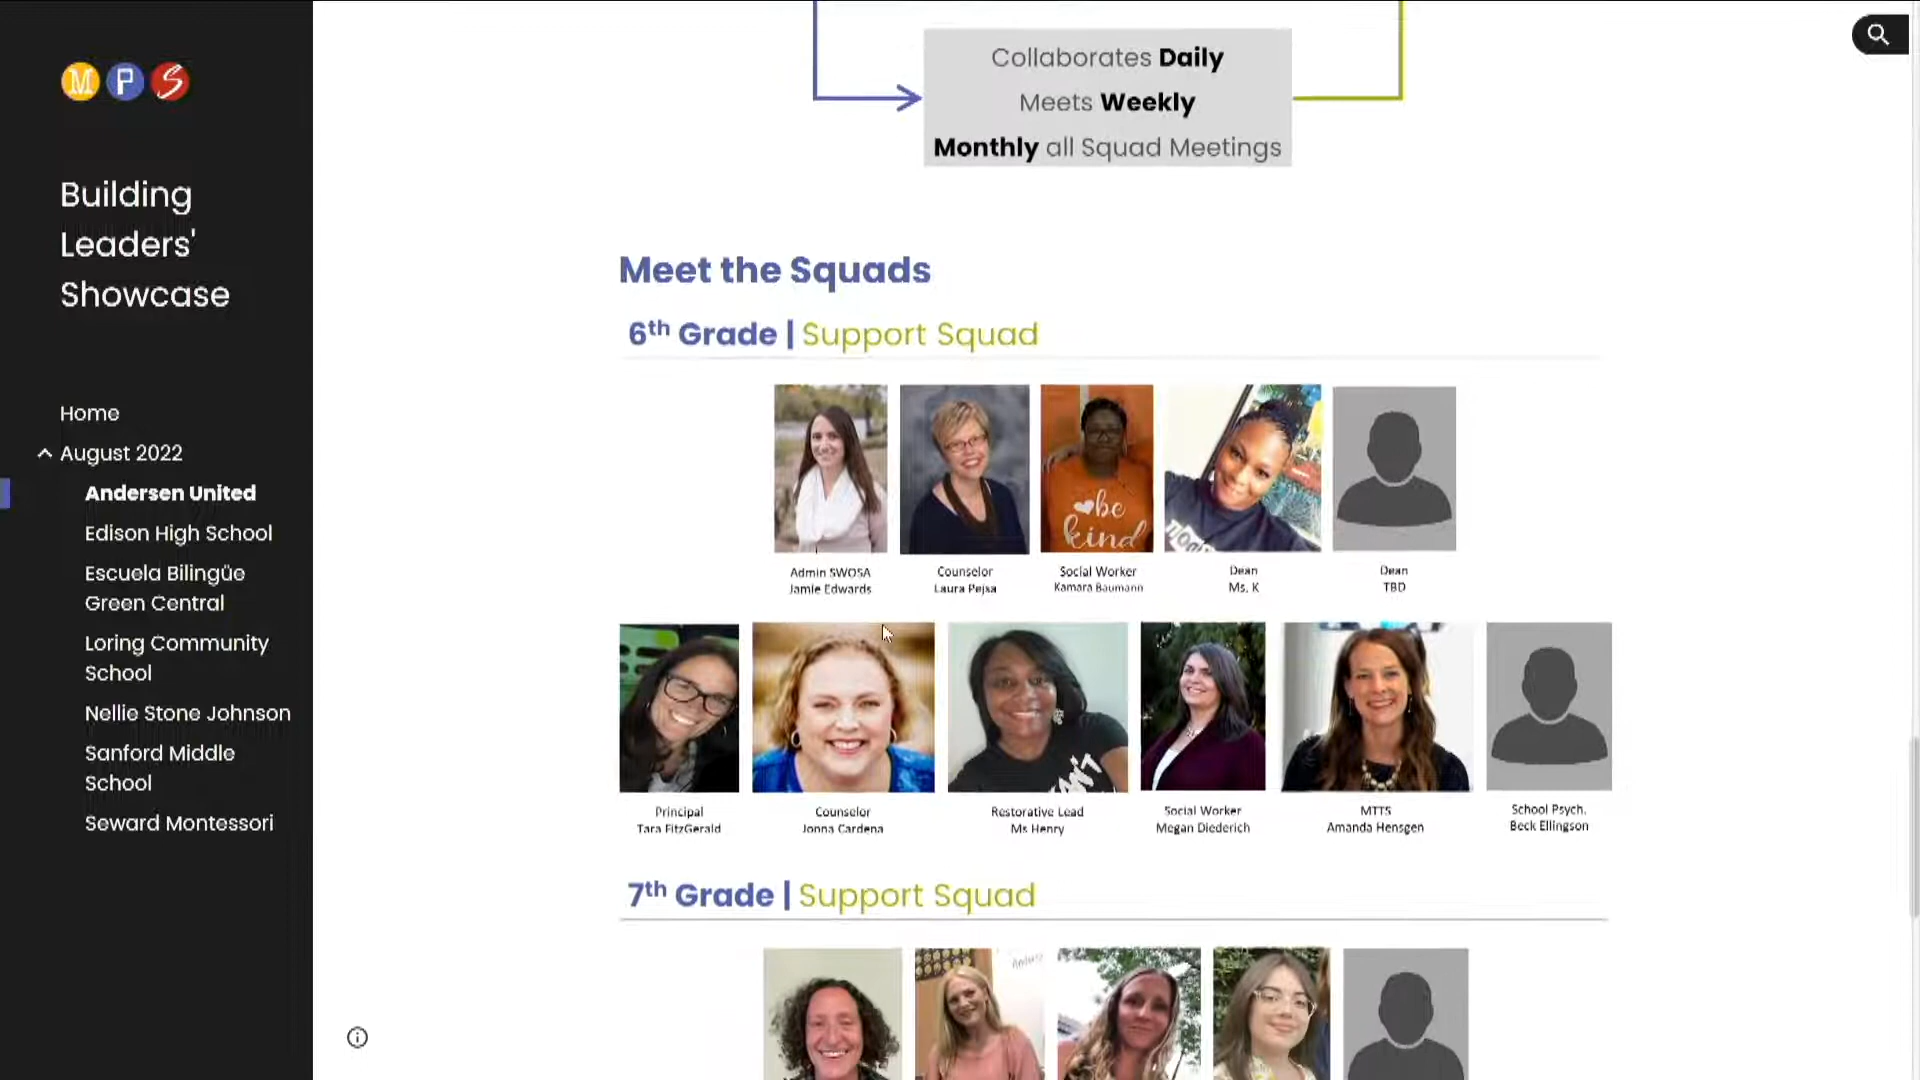 Collaborates Daily
Meets Weekly
Monthly all Squad Meetings
M P S
Building
Leaders'
Showcase
Home
August 2022
Andersen United
Edison High School
Escuela Bilingüe
Green Central
Loring Community
School
Nellie Stone Johnson
Sanford Middle
School
Seward Montessori
Meet the Squads
6th Grade | Support Squad
be
kind
Admin SWOSA
Jamie Edwards
Counselor
Laura Pejsa
Social Worker
Kamara Baumann
Dean
Ms. K
Dean
TBD
Principal
Tara FitzGerald
Counselor
Jonna Cardena
Restorative Lead
Ms Henry
Social Worker
Megan Diederich
MTTS
Amanda Hensgen
School Psych.
Beck Ellingson
7th Grade | Support Squad